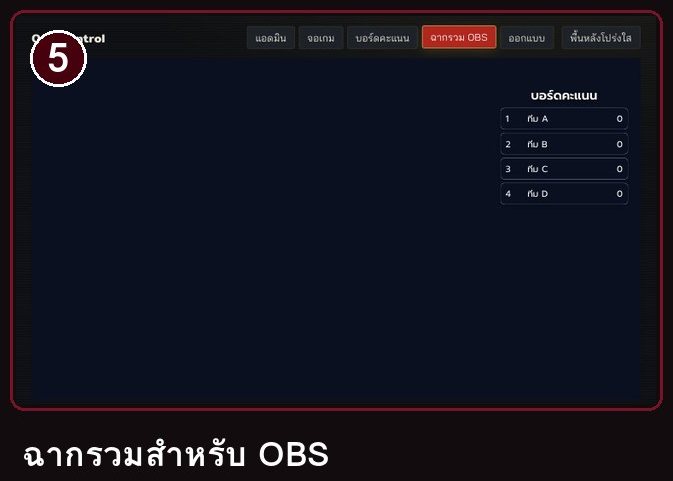 5
แอดมิน จอเกม บอร์ดคะแนน ฉากรวม OBS ออกแบบ พื้นหลังโปร่งใส
บอร์ดคะแนน
1 ทีม A 0
2 ทีม B 0
3 ทีม C 0
4 ทีม D 0
ฉากรวมสำหรับ OBS